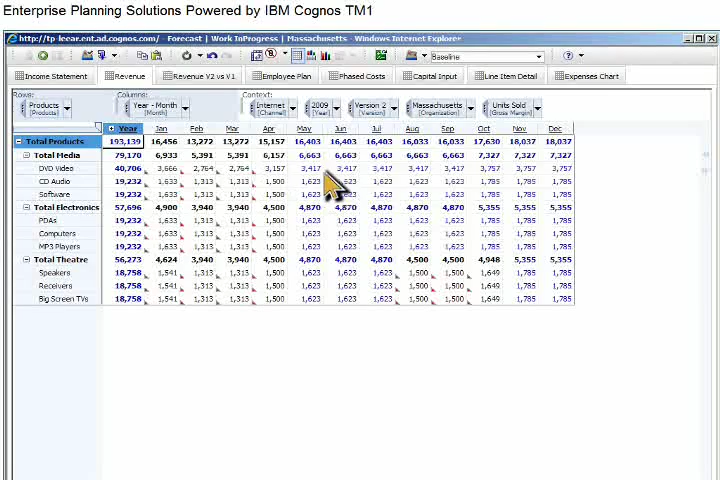 Enterprise Planning Solutions Powered by IBM Cognos TM1
http://tp-leear.ent.ad.cognos.com/ - Forecast | Work InProgress | Massachusetts - Windows Internet Explorer
Baseline
Income Statement Revenue Revenue V2 vs V1 Employee Plan Phased Costs Capital Input Line Item Detail Expenses Chart
Rows: Columns: Context:
Products Year - Month Internet 2009 Version 2 Massachusetts Units Sold
[Products] [Month] [Channel] [Year] [Version] [Organization] [Gross Margin]
Year Jan Feb Mar Apr May Jun Jul Aug Sep Oct Nov Dec
Total Products 193,139 16,456 13,272 13,272 15,157 16,403 16,403 16,403 16,033 16,033 17,630 18,037 18,037
Total Media 79,170 6,933 5,391 5,391 6,157 6,663 6,663 6,663 6,663 6,663 7,327 7,327 7,327
DVD Video 40,706 3,666 2,764 2,764 3,157 3,417 3,417 3,417 3,417 3,417 3,757 3,757 3,757
CD Audio 19,232 1,633 1,313 1,313 1,500 1,623 1,623 1,623 1,623 1,623 1,785 1,785 1,785
Software 19,232 1,633 1,313 1,313 1,500 1,623 1,623 1,623 1,623 1,623 1,785 1,785 1,785
Total Electronics 57,696 4,900 3,940 3,940 4,500 4,870 4,870 4,870 4,870 4,870 5,355 5,355 5,355
PDAs 19,232 1,633 1,313 1,313 1,500 1,623 1,623 1,623 1,623 1,623 1,785 1,785 1,785
Computers 19,232 1,633 1,313 1,313 1,500 1,623 1,623 1,623 1,623 1,623 1,785 1,785 1,785
MP3 Players 19,232 1,633 1,313 1,313 1,500 1,623 1,623 1,623 1,623 1,623 1,785 1,785 1,785
Total Theatre 56,273 4,624 3,940 3,940 4,500 4,870 4,870 4,870 4,500 4,500 4,948 5,355 5,355
Speakers 18,758 1,541 1,313 1,313 1,500 1,623 1,623 1,623 1,500 1,500 1,649 1,785 1,785
Receivers 18,758 1,541 1,313 1,313 1,500 1,623 1,623 1,623 1,500 1,500 1,649 1,785 1,785
Big Screen TVs 18,758 1,541 1,313 1,313 1,500 1,623 1,623 1,623 1,500 1,500 1,649 1,785 1,785